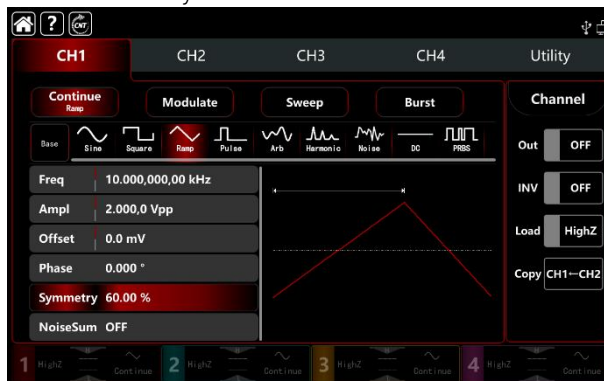 ? CNT
CH1 CH2 CH3 CH4 Utility
Continue Modulate Sweep Burst Channel
Ramp
Base Sine Square Ramp Pulse Arb Harmonic Noise DC PRBS
Out OFF
Freq 10.000,000,00 kHz
INV OFF
Ampl 2.000,0 Vpp
Offset 0.0 mV
Load HighZ
Phase 0.000 °
Copy CH1←CH2
Symmetry 60.00 %
NoiseSum OFF
1 HighZ Continue 2 HighZ Continue 3 HighZ Continue 4 HighZ Continue